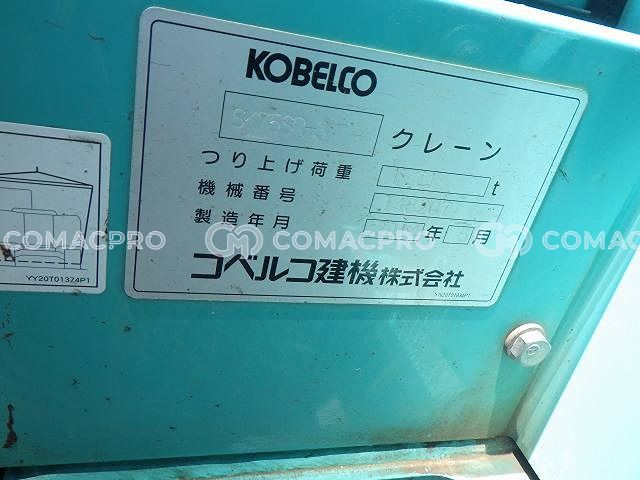 KOBELCO
クレーン
つり上げ荷重 t
機械番号
製造年月 年 月
コベルコ建機株式会社
YY20T01324P1
COMACPRO COMACPRO COMACPRO